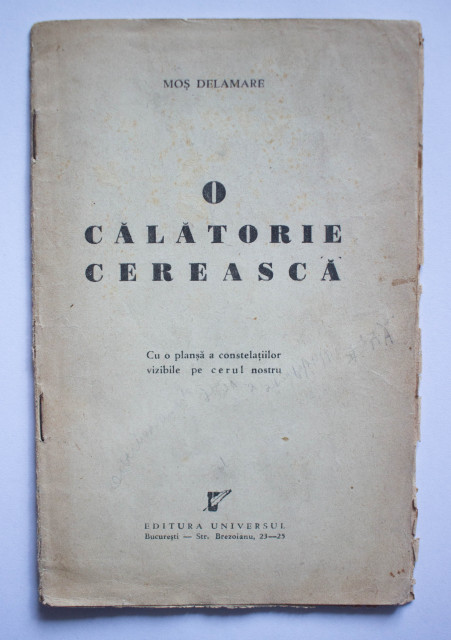 MOȘ DELAMARE
O
CĂLĂTORIE
CEREASCĂ
Cu o planșă a constelațiilor
vizibile pe cerul nostru
EDITURA UNIVERSUL
București — Str. Brezoianu, 23—25